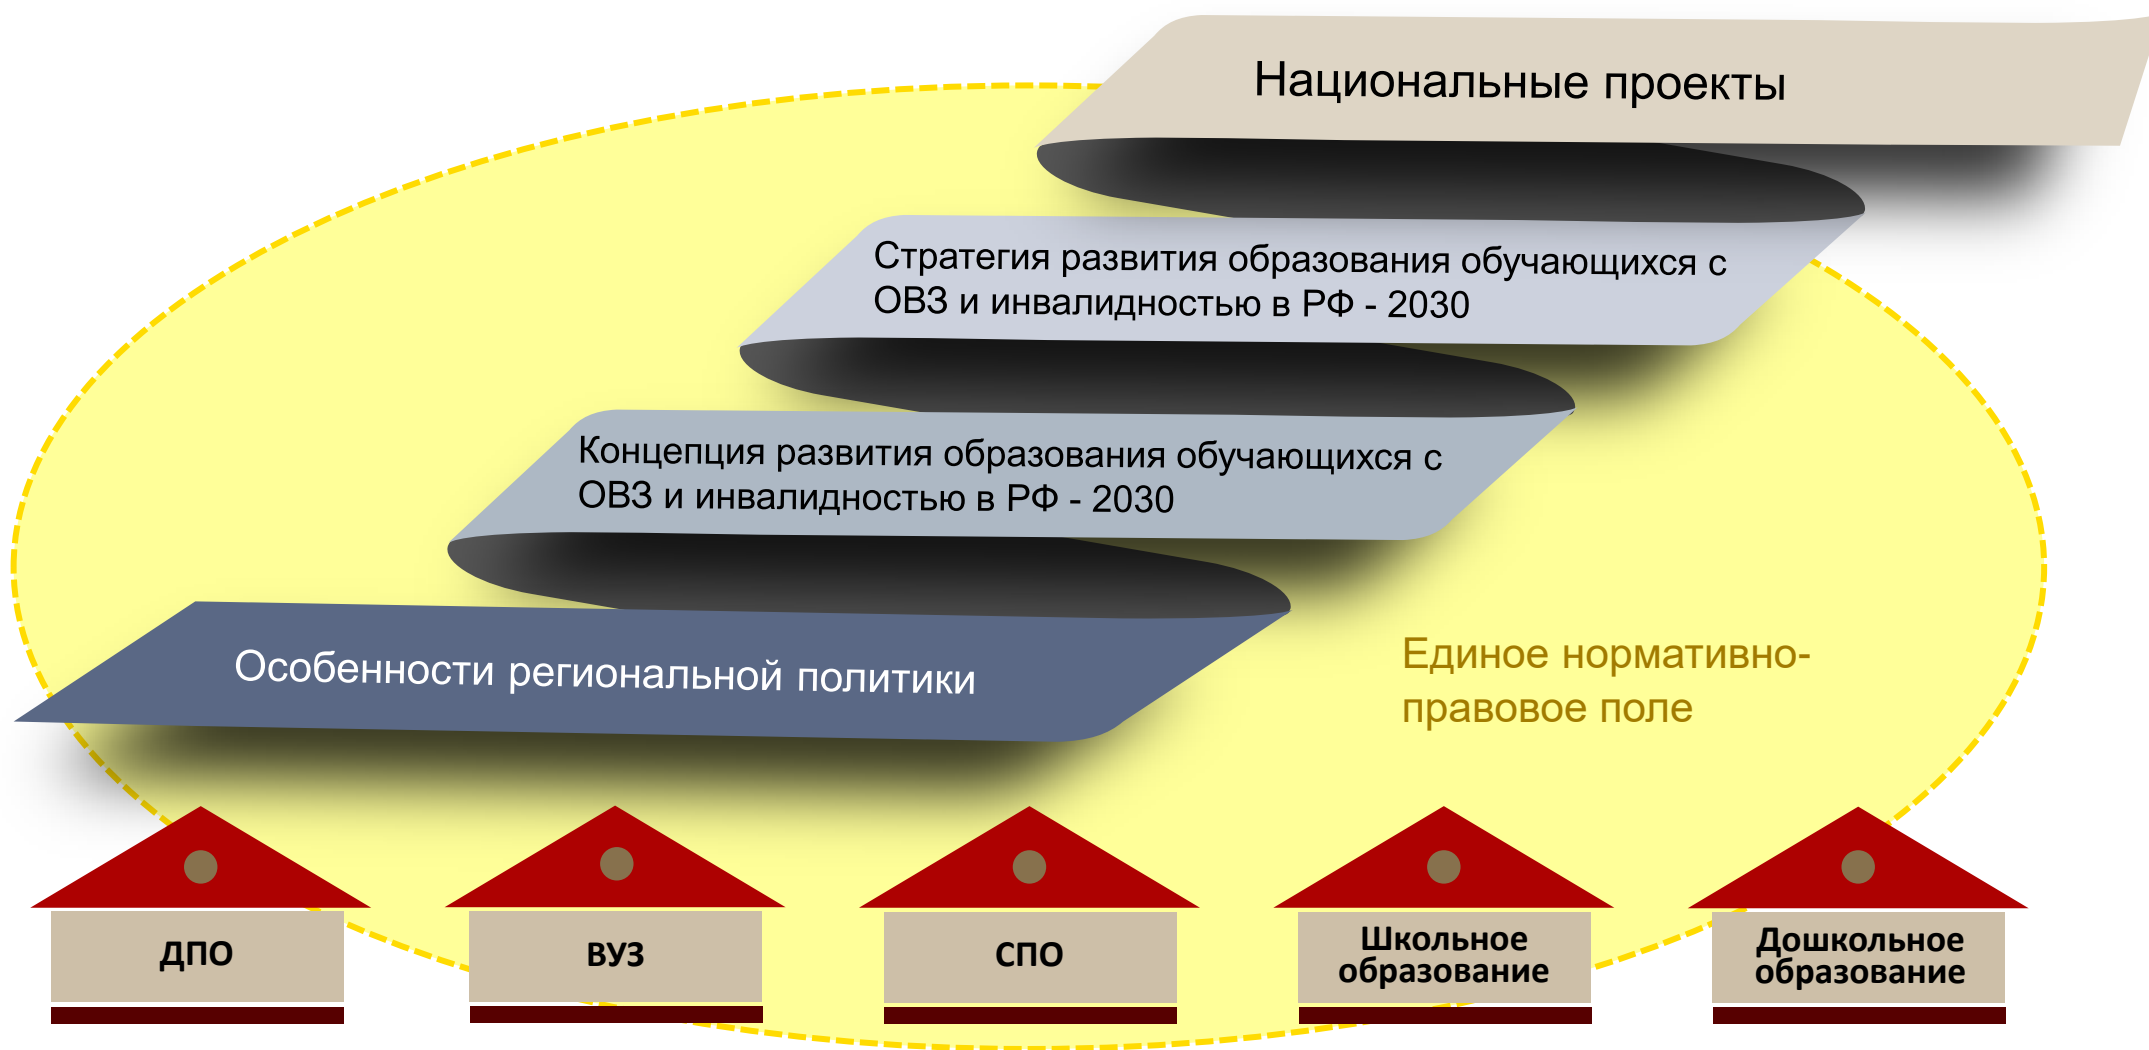 Национальные проекты
Стратегия развития образования обучающихся с
ОВЗ и инвалидностью в РФ - 2030
Концепция развития образования обучающихся с
ОВЗ и инвалидностью в РФ - 2030
Особенности региональной политики
Единое нормативно-
правовое поле
ДПО
ВУЗ
СПО
Школьное
образование
Дошкольное
образование